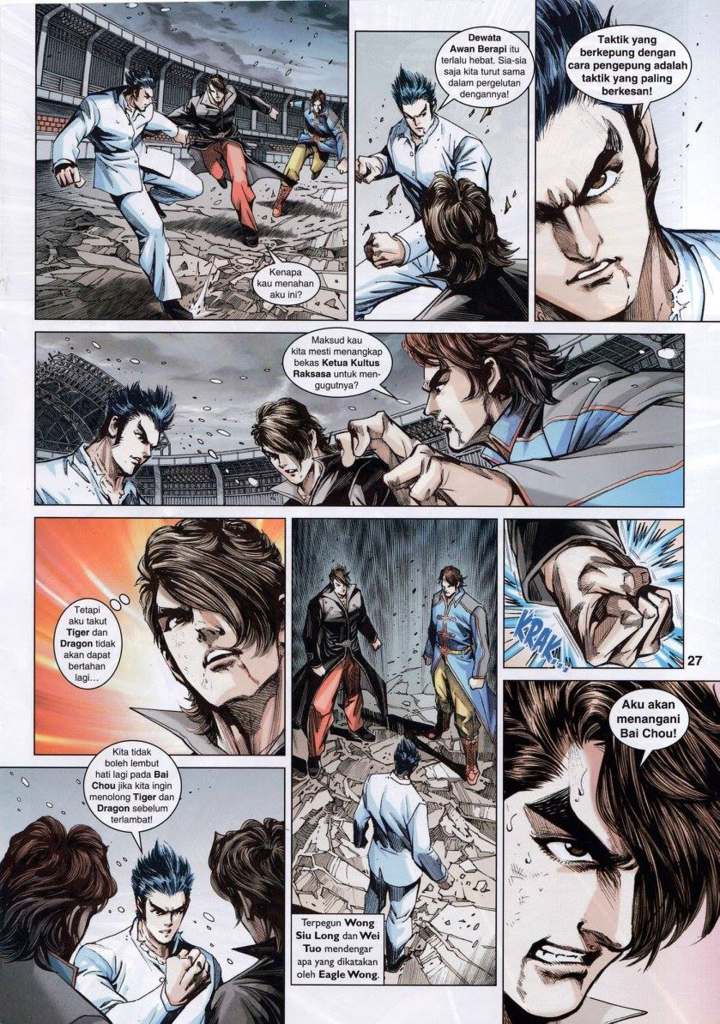 Kenapa
kau menahan
aku ini?
Dewata
Awan Berapi itu
terlalu hebat. Sia-sia
saja kita turut sama
dalam pergelutan
dengannya!
Taktik yang
berkepung dengan
cara pengepung adalah
taktik yang paling
berkesan!
Maksud kau
kita mesti menangkap
bekas Ketua Kultus
Raksasa untuk men-
gugutnya?
Tetapi
aku takut
Tiger dan
Dragon tidak
akan dapat
bertahan
lagi...
Kita tidak
boleh lembut
hati lagi pada Bai
Chou jika kita ingin
menolong Tiger dan
Dragon sebelum
terlambat!
Terpegun Wong
Siu Long dan Wei
Tuo mendengar
apa yang dikatakan
oleh Eagle Wong.
KRAK
27
Aku akan
menangani
Bai Chou!